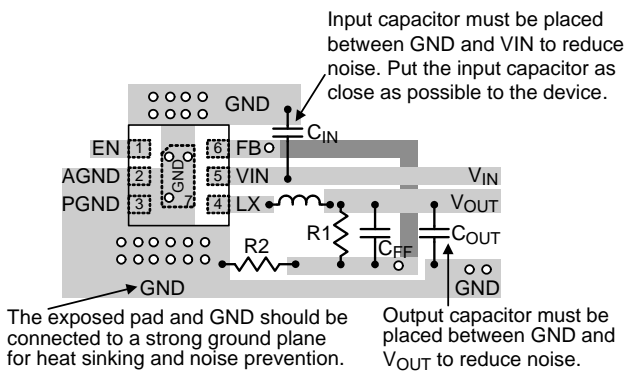 Input capacitor must be placed
between GND and VIN to reduce
noise. Put the input capacitor as
close as possible to the device.
GND
CIN
EN 1 6 FB
AGND 2 GND 5 VIN VIN
PGND 3 7 4 LX VOUT
R1
R2 CFF COUT
GND GND
The exposed pad and GND should be
connected to a strong ground plane
for heat sinking and noise prevention.
Output capacitor must be
placed between GND and
VOUT to reduce noise.